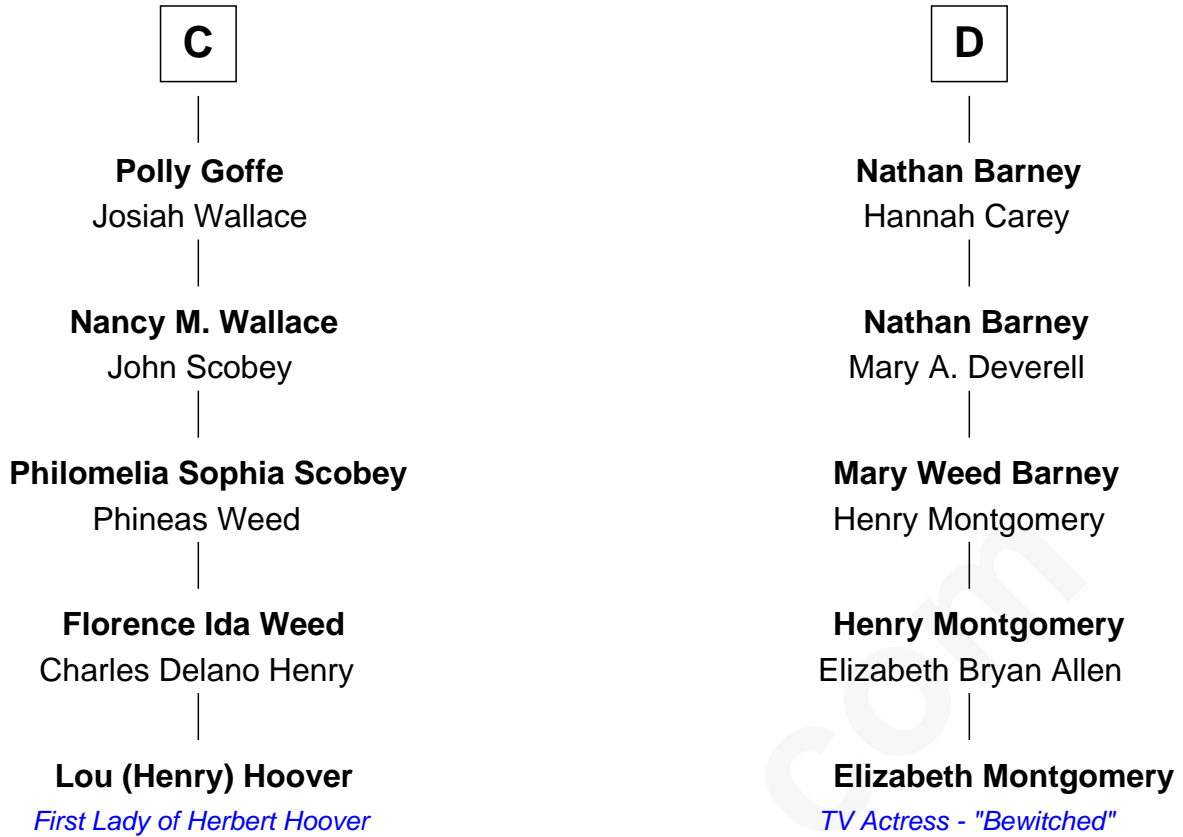 C
Polly Goffe
Josiah Wallace
Nancy M. Wallace
John Scobey
Philomelia Sophia Scobey
Phineas Weed
Florence Ida Weed
Charles Delano Henry
Lou (Henry) Hoover
First Lady of Herbert Hoover
D
Nathan Barney
Hannah Carey
Nathan Barney
Mary A. Deverell
Mary Weed Barney
Henry Montgomery
Henry Montgomery
Elizabeth Bryan Allen
Elizabeth Montgomery
TV Actress - "Bewitched"
com